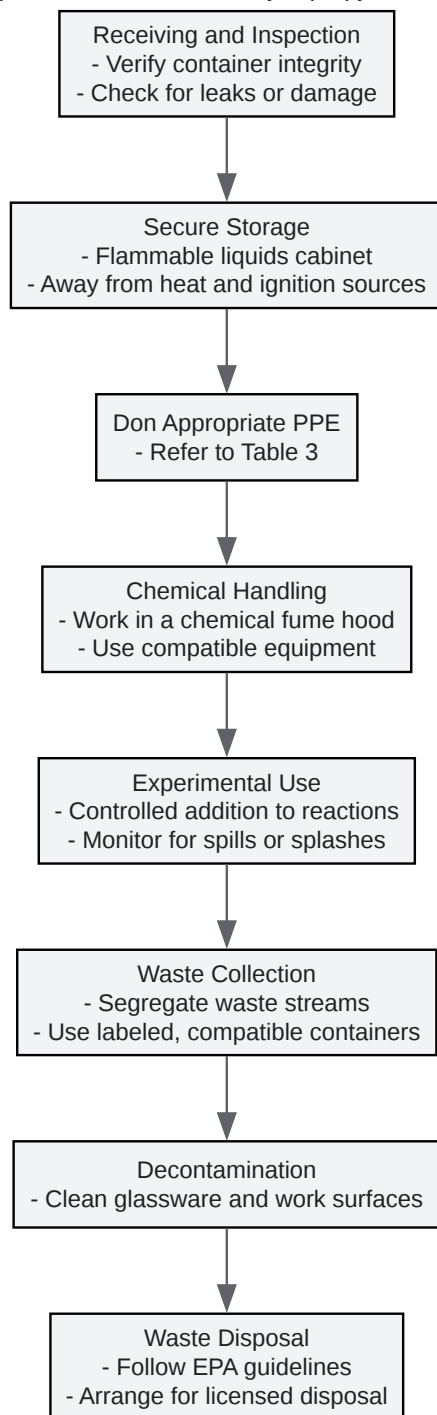 Receiving and Inspection
- Verify container integrity
- Check for leaks or damage
Secure Storage
- Flammable liquids cabinet
- Away from heat and ignition sources
Don Appropriate PPE
- Refer to Table 3
Chemical Handling
- Work in a chemical fume hood
- Use compatible equipment
Experimental Use
- Controlled addition to reactions
- Monitor for spills or splashes
Waste Collection
- Segregate waste streams
- Use labeled, compatible containers
Decontamination
- Clean glassware and work surfaces
Waste Disposal
- Follow EPA guidelines
- Arrange for licensed disposal